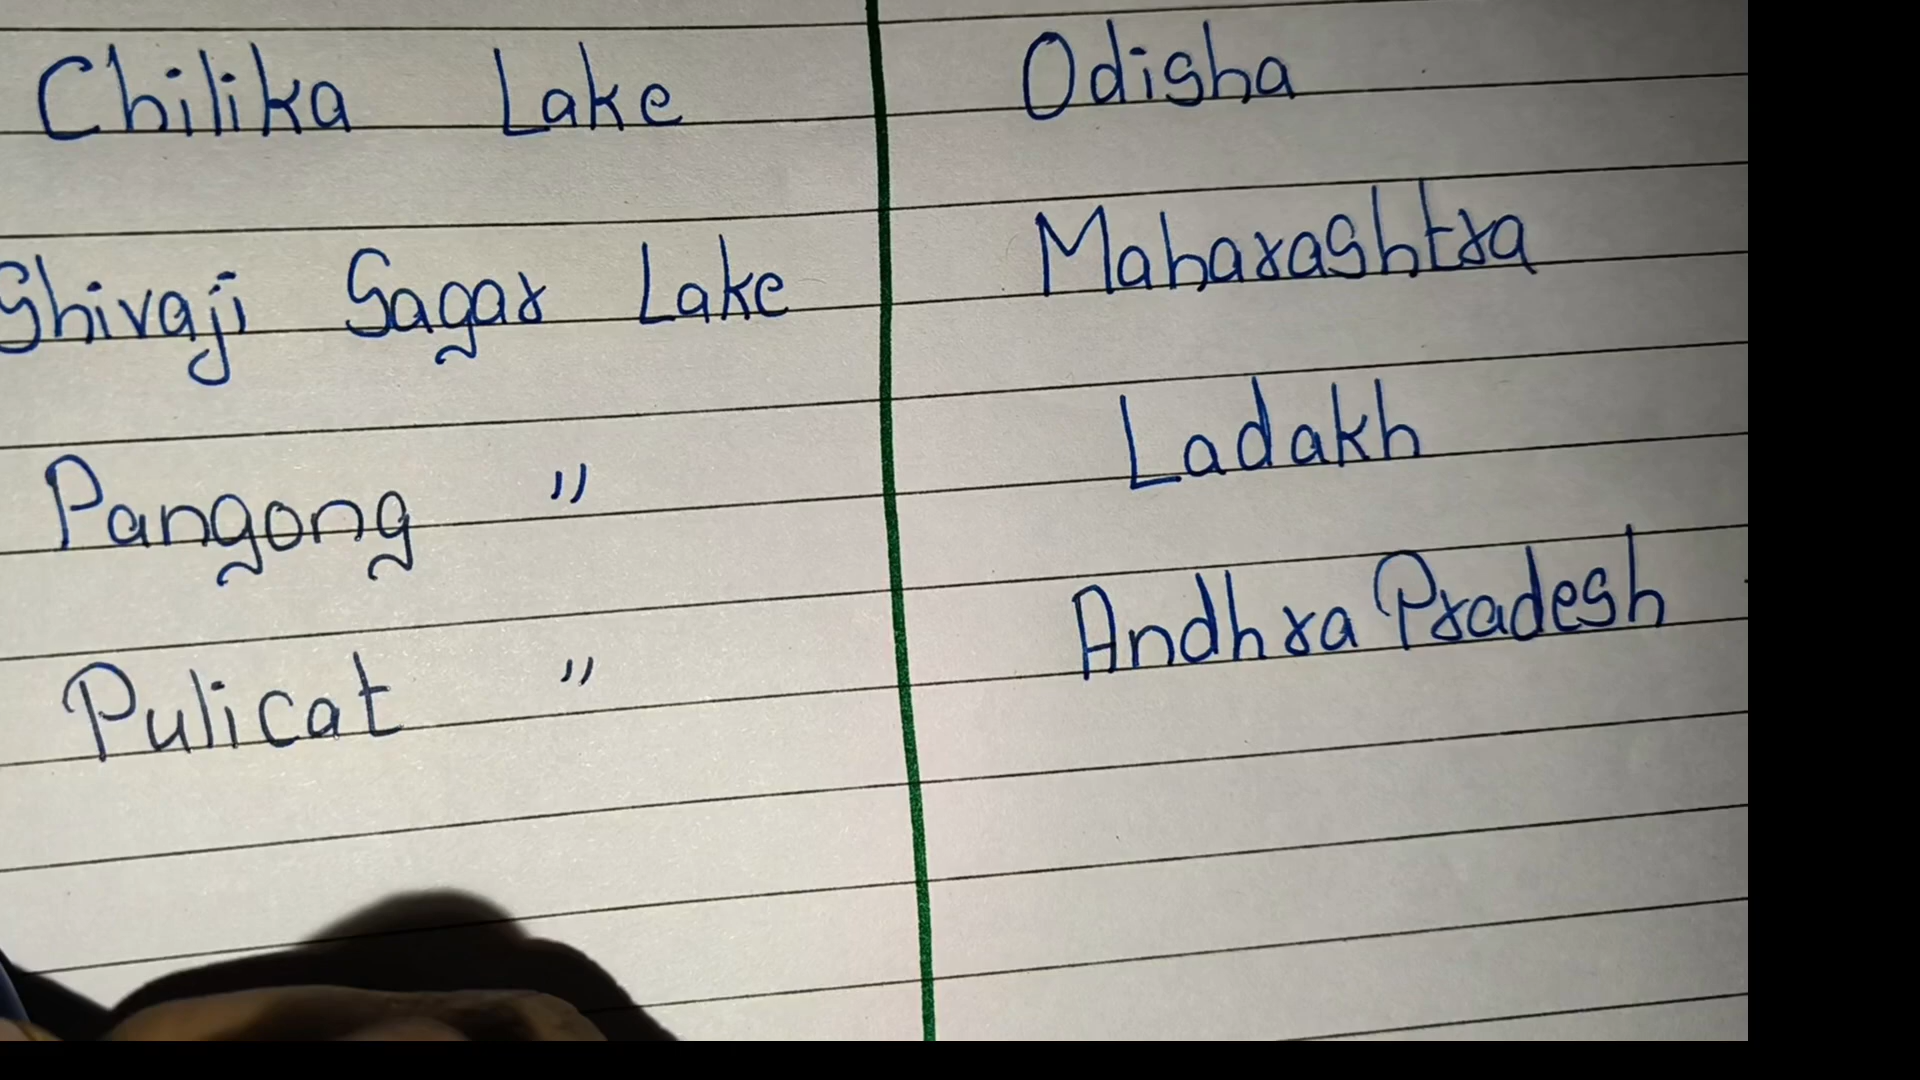 Chilika Lake Odisha
Shivaji Sagar Lake Maharashtra
Pangong " Ladakh
Pulicat " Andhra Pradesh